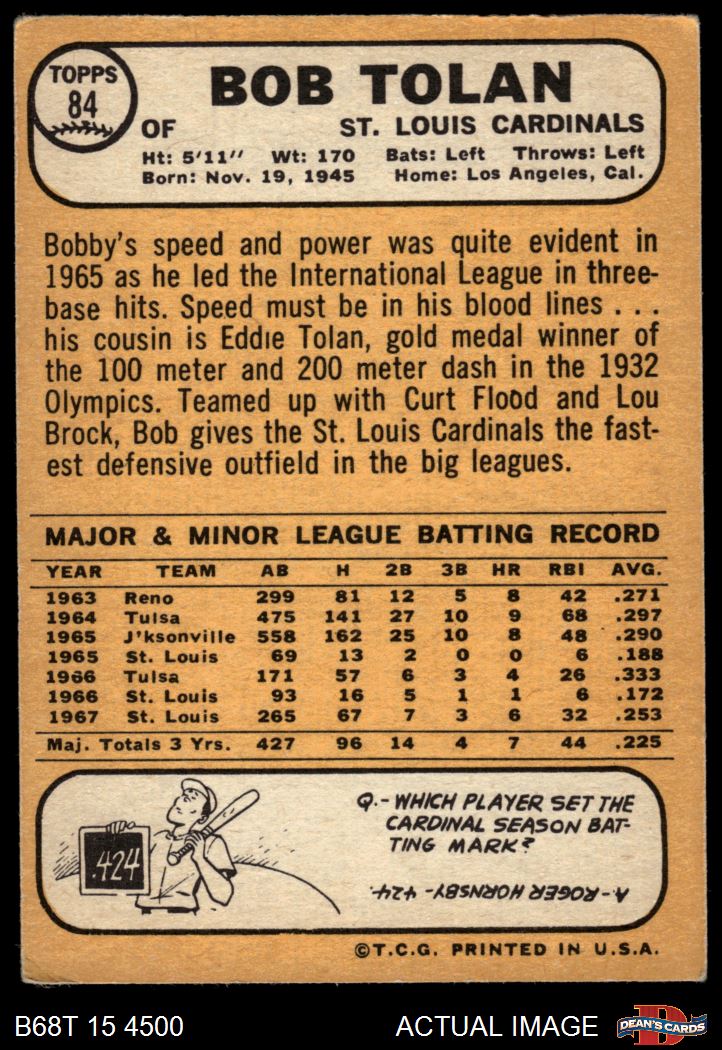 TOPPS
84
BOB TOLAN
OF ST. LOUIS CARDINALS
Ht: 5'11" Wt: 170 Bats: Left Throws: Left
Born: Nov. 19, 1945 Home: Los Angeles, Cal.
Bobby's speed and power was quite evident in
1965 as he led the International League in three-
base hits. Speed must be in his blood lines . . .
his cousin is Eddie Tolan, gold medal winner of
the 100 meter and 200 meter dash in the 1932
Olympics. Teamed up with Curt Flood and Lou
Brock, Bob gives the St. Louis Cardinals the fast-
est defensive outfield in the big leagues.
MAJOR & MINOR LEAGUE BATTING RECORD
YEAR TEAM AB H 2B 3B HR RBI AVG.
1963 Reno 299 81 12 5 8 42 .271
1964 Tulsa 475 141 27 10 9 68 .297
1965 J'ksonville 558 162 25 10 8 48 .290
1965 St. Louis 69 13 2 0 0 6 .188
1966 Tulsa 171 57 6 3 4 26 .333
1966 St. Louis 93 16 5 1 1 6 .172
1967 St. Louis 265 67 7 3 6 32 .253
Maj. Totals 3 Yrs. 427 96 14 4 7 44 .225
.424
Q.- WHICH PLAYER SET THE
CARDINAL SEASON BAT-
TING MARK?
A- ROGER HORNSBY - .424.
©T.C.G. PRINTED IN U.S.A.
B68T 15 4500 ACTUAL IMAGE
D
DEAN'S CARDS